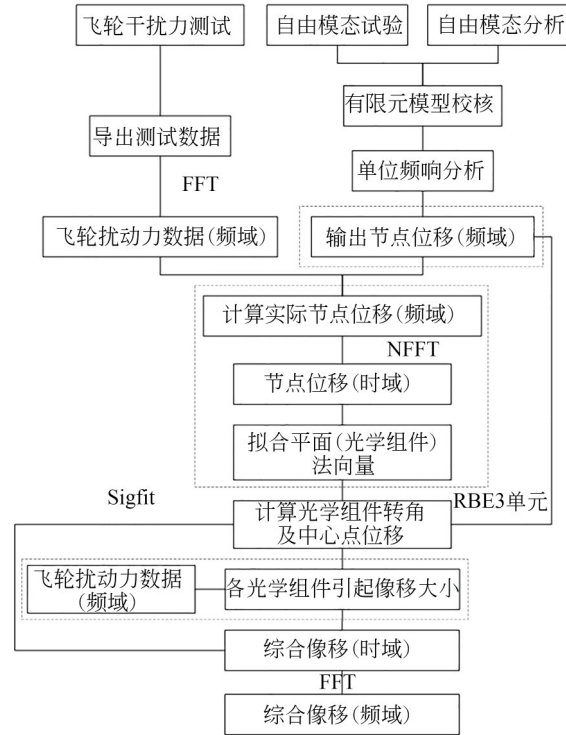 飞轮干扰力测试
自由模态试验
自由模态分析
有限元模型校核
导出测试数据
单位频响分析
FFT
飞轮扰动力数据(频域)
输出节点位移(频域)
计算实际节点位移(频域)
NFFT
节点位移(时域)
拟合平面(光学组件)
法向量
Sigfit
RBE3单元
计算光学组件转角
及中心点位移
飞轮扰动力数据
(频域)
各光学组件引起像移大小
综合像移(时域)
FFT
综合像移(频域)